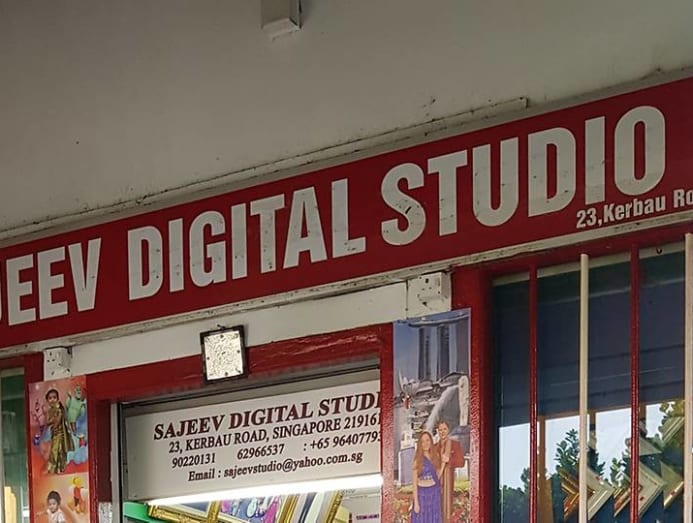 JEEV DIGITAL STUDIO
23,Kerbau Ro
SAJEEV DIGITAL STUDI
23, KERBAU ROAD, SINGAPORE 21916
90220131 62966537 : +65 9640779
Email : sajeevstudio@yahoo.com.sg